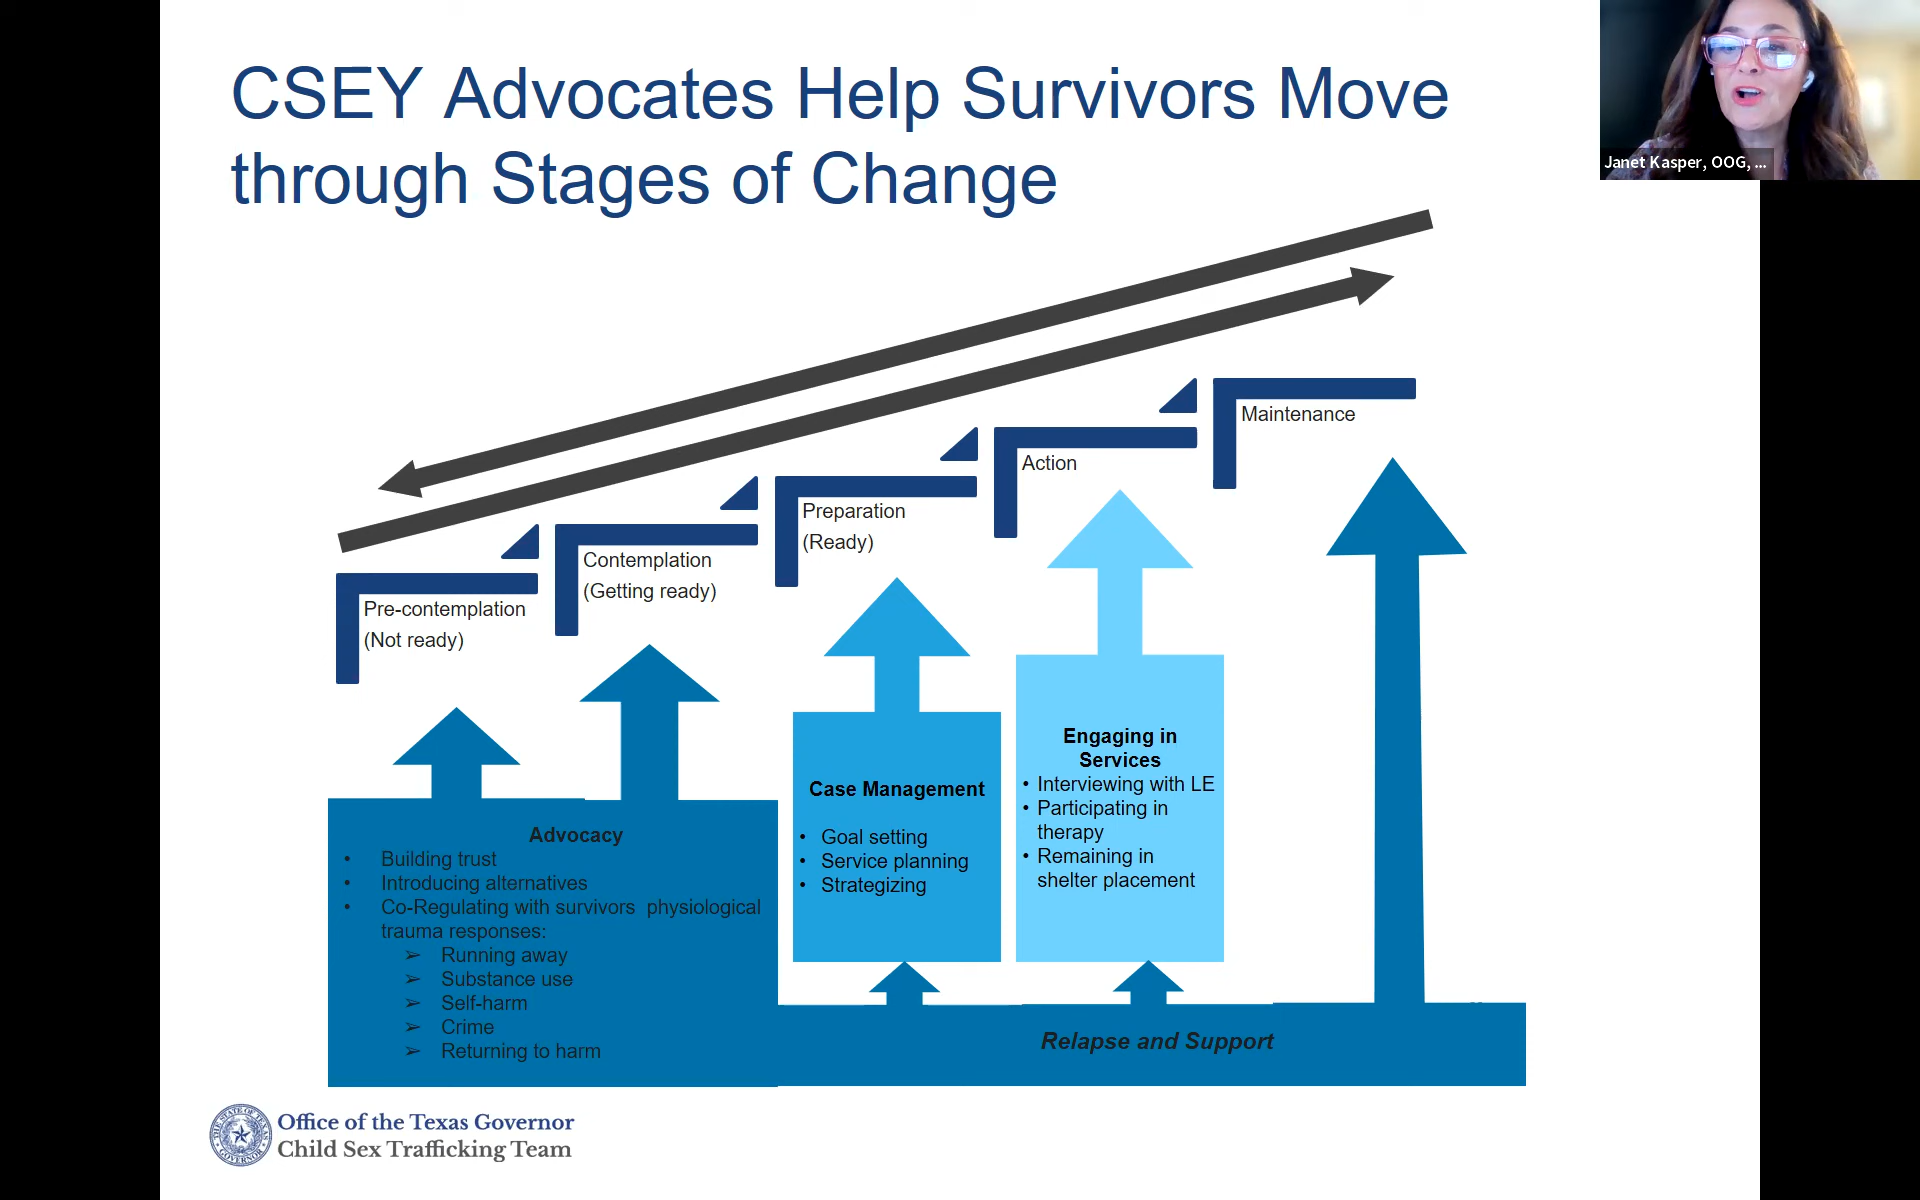 CSEY Advocates Help Survivors Move
through Stages of Change
Janet Kasper, OOG, ...
Maintenance
Action
Preparation
(Ready)
Contemplation
(Getting ready)
Pre-contemplation
(Not ready)
Advocacy
• Building trust
• Introducing alternatives
• Co-Regulating with survivors physiological
trauma responses:
➢ Running away
➢ Substance use
➢ Self-harm
➢ Crime
➢ Returning to harm
Case Management
• Goal setting
• Service planning
• Strategizing
Engaging in
Services
• Interviewing with LE
• Participating in
therapy
• Remaining in
shelter placement
Relapse and Support
Office of the Texas Governor
Child Sex Trafficking Team